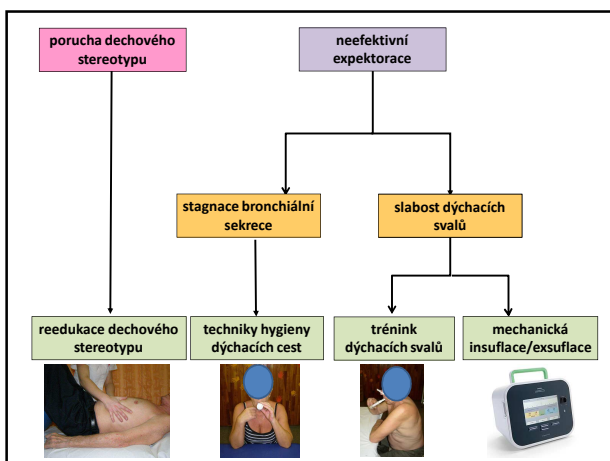 porucha dechového
stereotypu
neefektivní
expektorace
stagnace bronchiální
sekrece
slabost dýchacích
svalů
reedukace dechového
stereotypu
techniky hygieny
dýchacích cest
trénink
dýchacích svalů
mechanická
insuflace/exsuflace